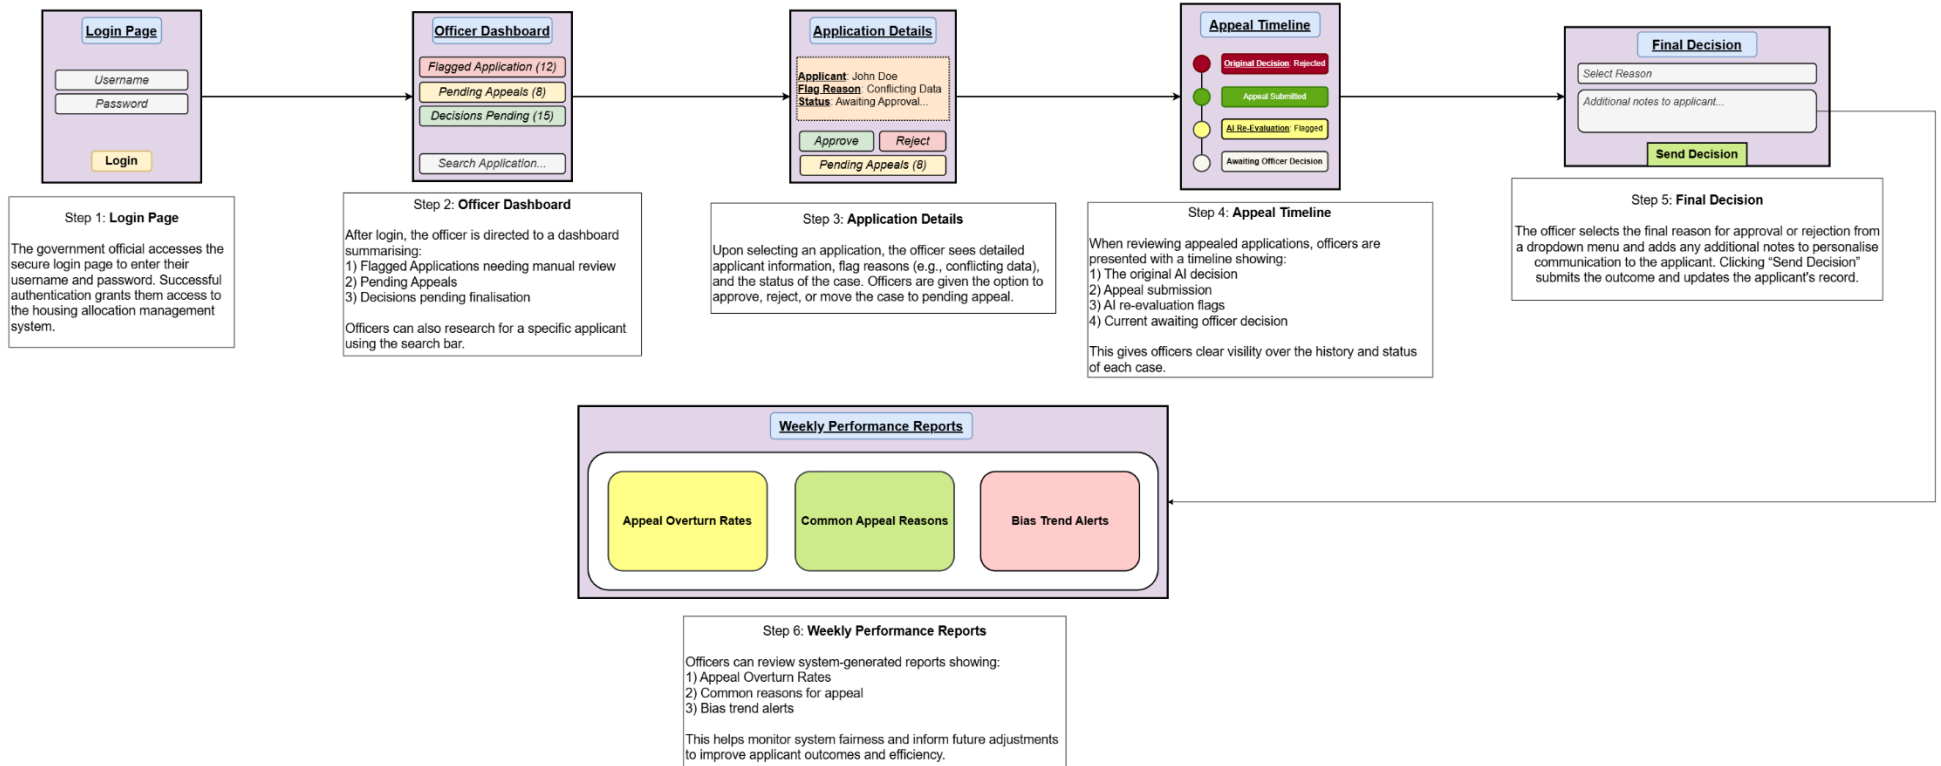 Login Page
Username
Password
Login
Officer Dashboard
Flagged Application (12)
Pending Appeals (8)
Decisions Pending (15)
Search Application...
Application Details
Applicant: John Doe
Flag Reason: Conflicting Data
Status: Awaiting Approval...
Approve
Reject
Pending Appeals (8)
Appeal Timeline
Original Decision: Rejected
Appeal Submitted
AI Re-Evaluation: Flagged
Awaiting Officer Decision
Final Decision
Select Reason
Additional notes to applicant...
Send Decision
Step 1: Login Page
The government official accesses the
secure login page to enter their
username and password. Successful
authentication grants them access to
the housing allocation management
system.
Step 2: Officer Dashboard
After login, the officer is directed to a dashboard
summarising:
1) Flagged Applications needing manual review
2) Pending Appeals
3) Decisions pending finalisation
Officers can also research for a specific applicant
using the search bar.
Step 3: Application Details
Upon selecting an application, the officer sees detailed
applicant information, flag reasons (e.g., conflicting data),
and the status of the case. Officers are given the option to
approve, reject, or move the case to pending appeal.
Step 4: Appeal Timeline
When reviewing appealed applications, officers are
presented with a timeline showing:
1) The original AI decision
2) Appeal submission
3) AI re-evaluation flags
4) Current awaiting officer decision
This gives officers clear visility over the history and status
of each case.
Step 5: Final Decision
The officer selects the final reason for approval or rejection from
a dropdown menu and adds any additional notes to personalise
communication to the applicant. Clicking “Send Decision”
submits the outcome and updates the applicant's record.
Weekly Performance Reports
Appeal Overturn Rates
Common Appeal Reasons
Bias Trend Alerts
Step 6: Weekly Performance Reports
Officers can review system-generated reports showing:
1) Appeal Overturn Rates
2) Common reasons for appeal
3) Bias trend alerts
This helps monitor system fairness and inform future adjustments
to improve applicant outcomes and efficiency.